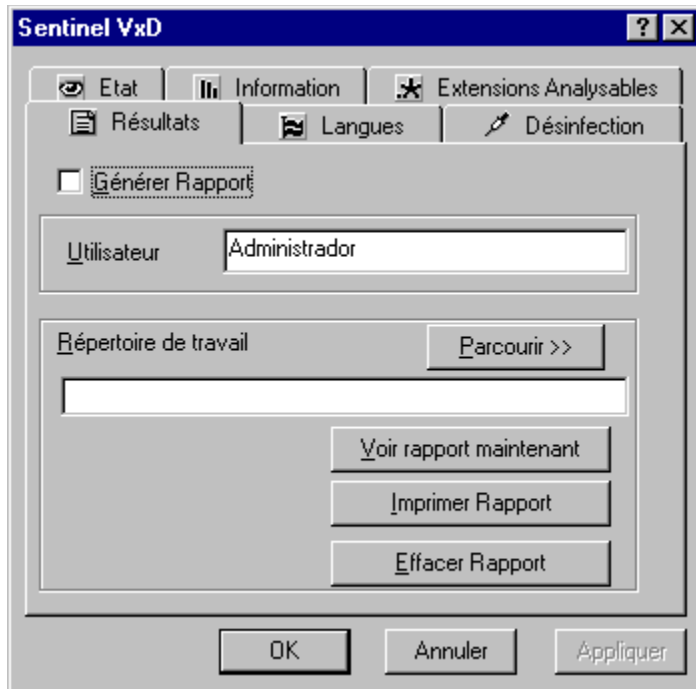 Sentinel VxD
Etat Information Extensions Analysables
Résultats Langues Désinfection
Générer Rapport
Utilisateur Administrador
Répertoire de travail Parcourir >>
Voir rapport maintenant
Imprimer Rapport
Effacer Rapport
OK Annuler Appliquer